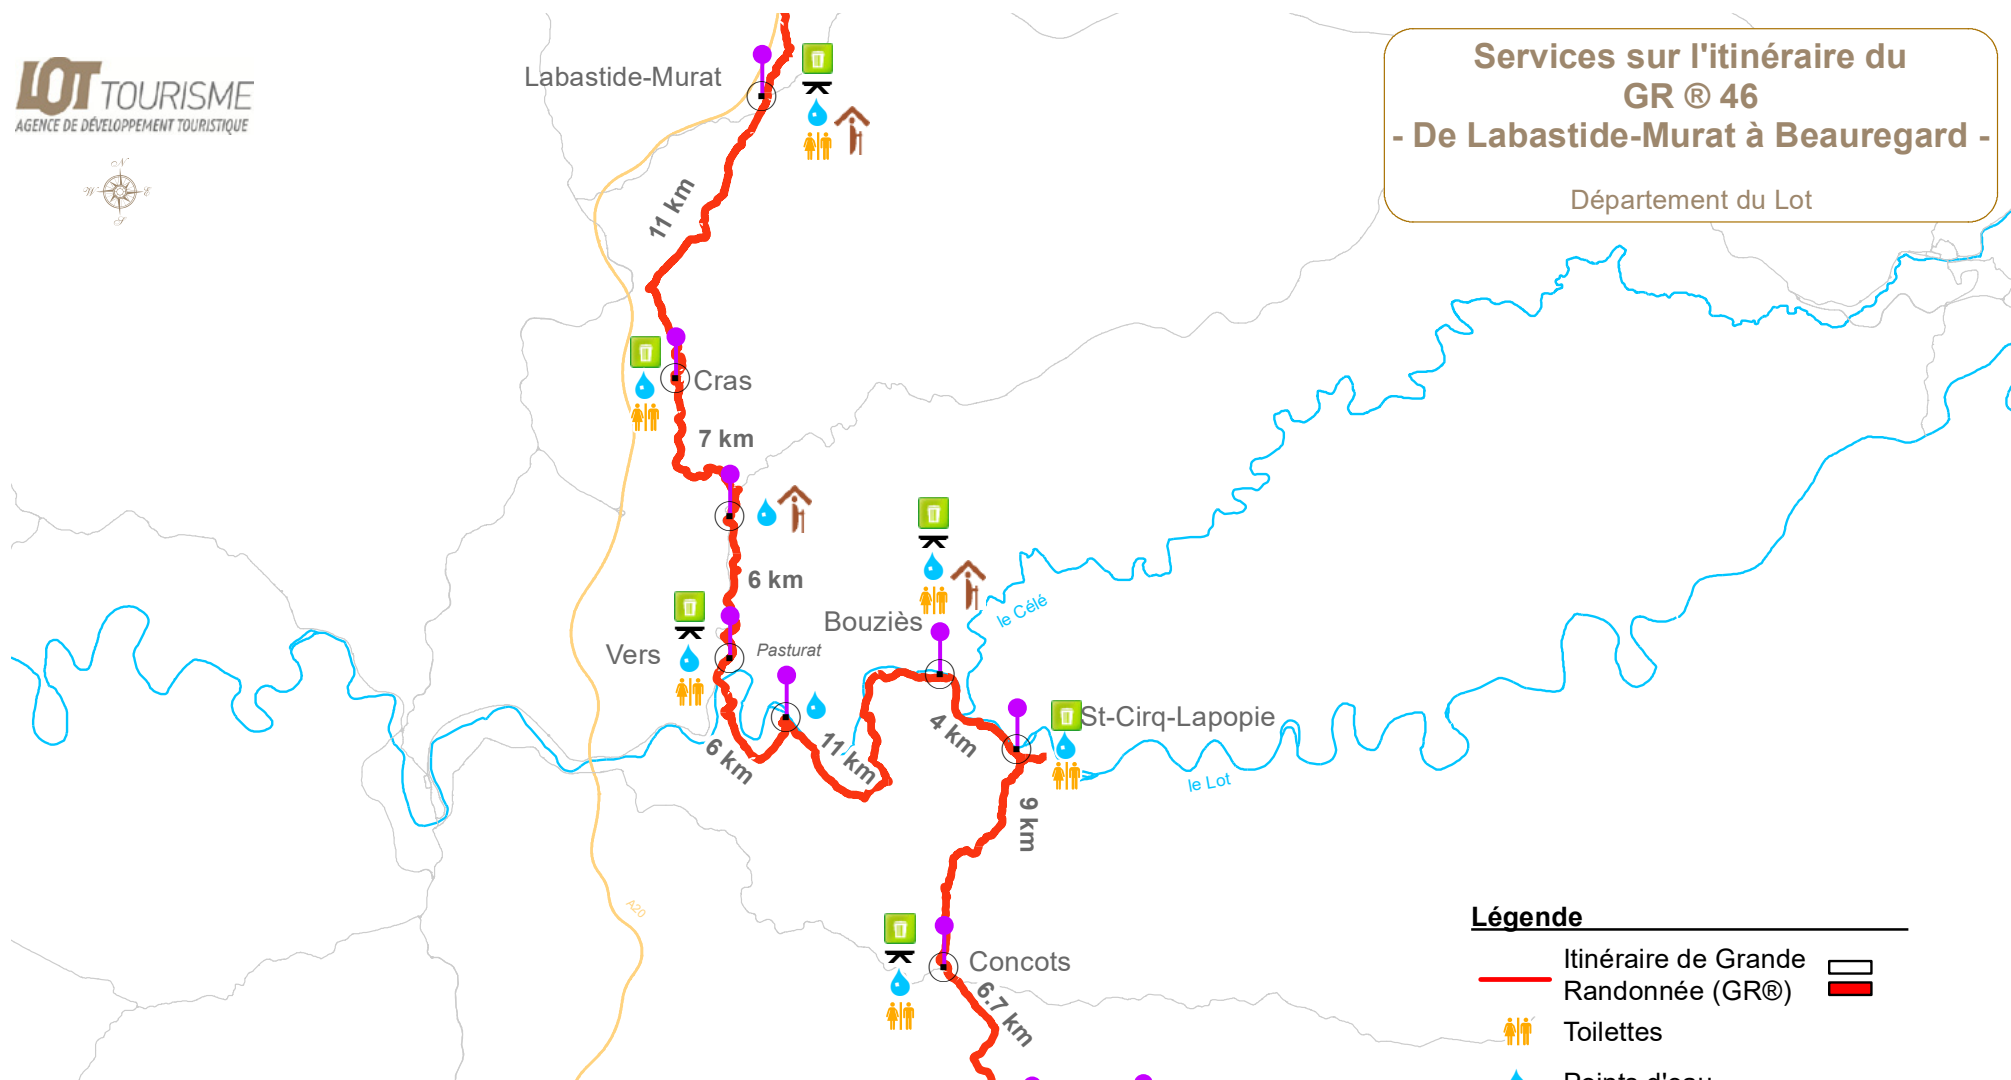 LOT TOURISME
AGENCE DE DÉVELOPPEMENT TOURISTIQUE
N
W
E
S
Services sur l'itinéraire du
GR ® 46
- De Labastide-Murat à Beauregard -
Département du Lot
Labastide-Murat
11 km
Cras
7 km
6 km
Vers
Pasturat
Bouziès
le Célé
6 km
11 km
4 km
St-Cirq-Lapopie
le Lot
9 km
A20
Concots
6.7 km
Légende
Itinéraire de Grande
Randonnée (GR®)
Toilettes
Points d'eau